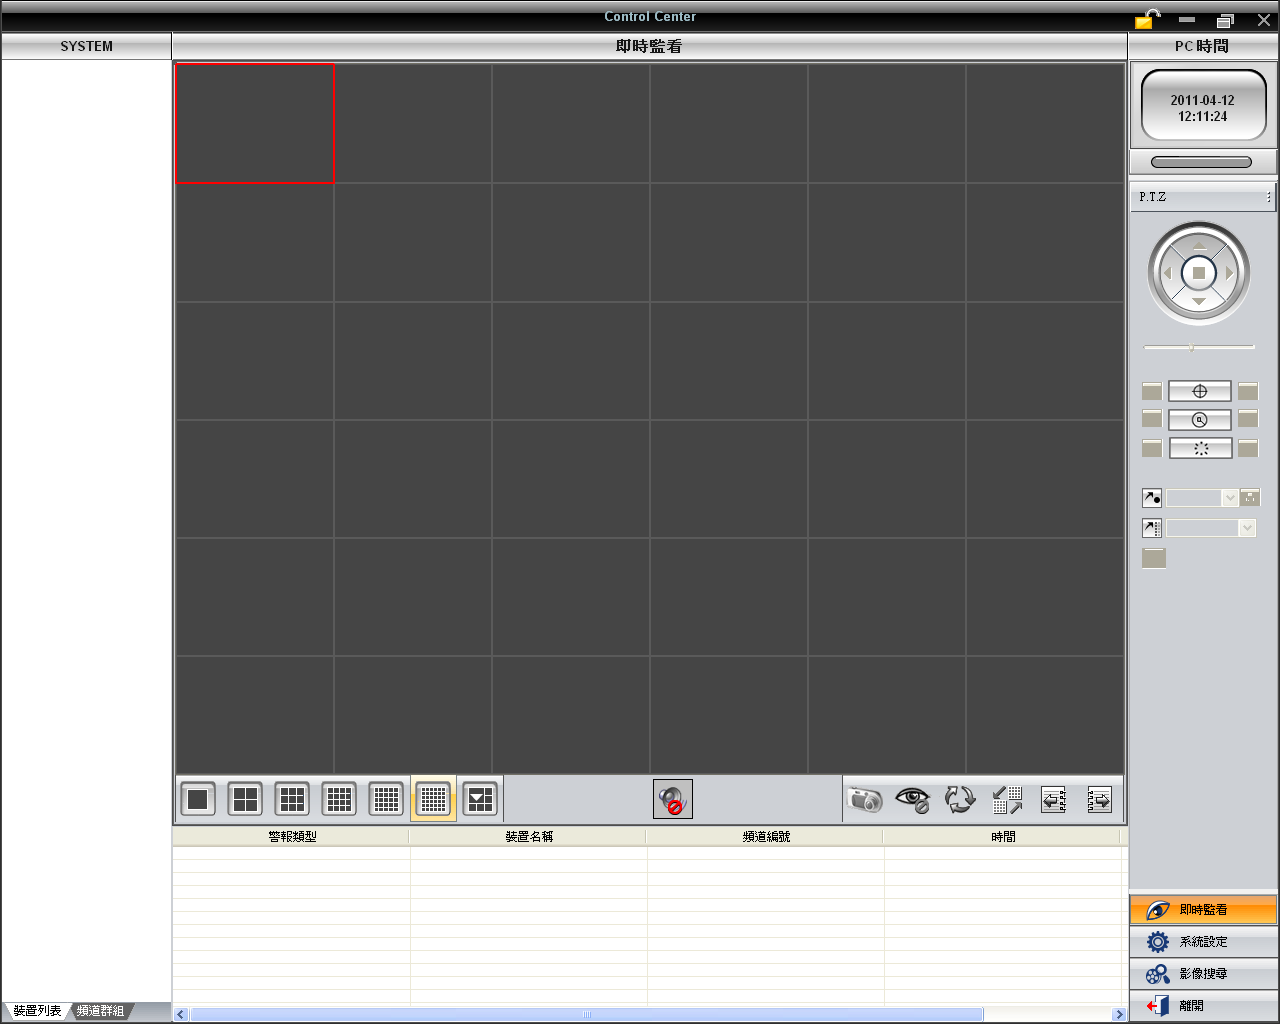 Control Center
SYSTEM
即時監看
PC 時間
2011-04-12
12:11:24
P.T.Z
警報類型
裝置名稱
頻道編號
時間
即時監看
系統設定
影像搜尋
離開
裝置列表
頻道群組